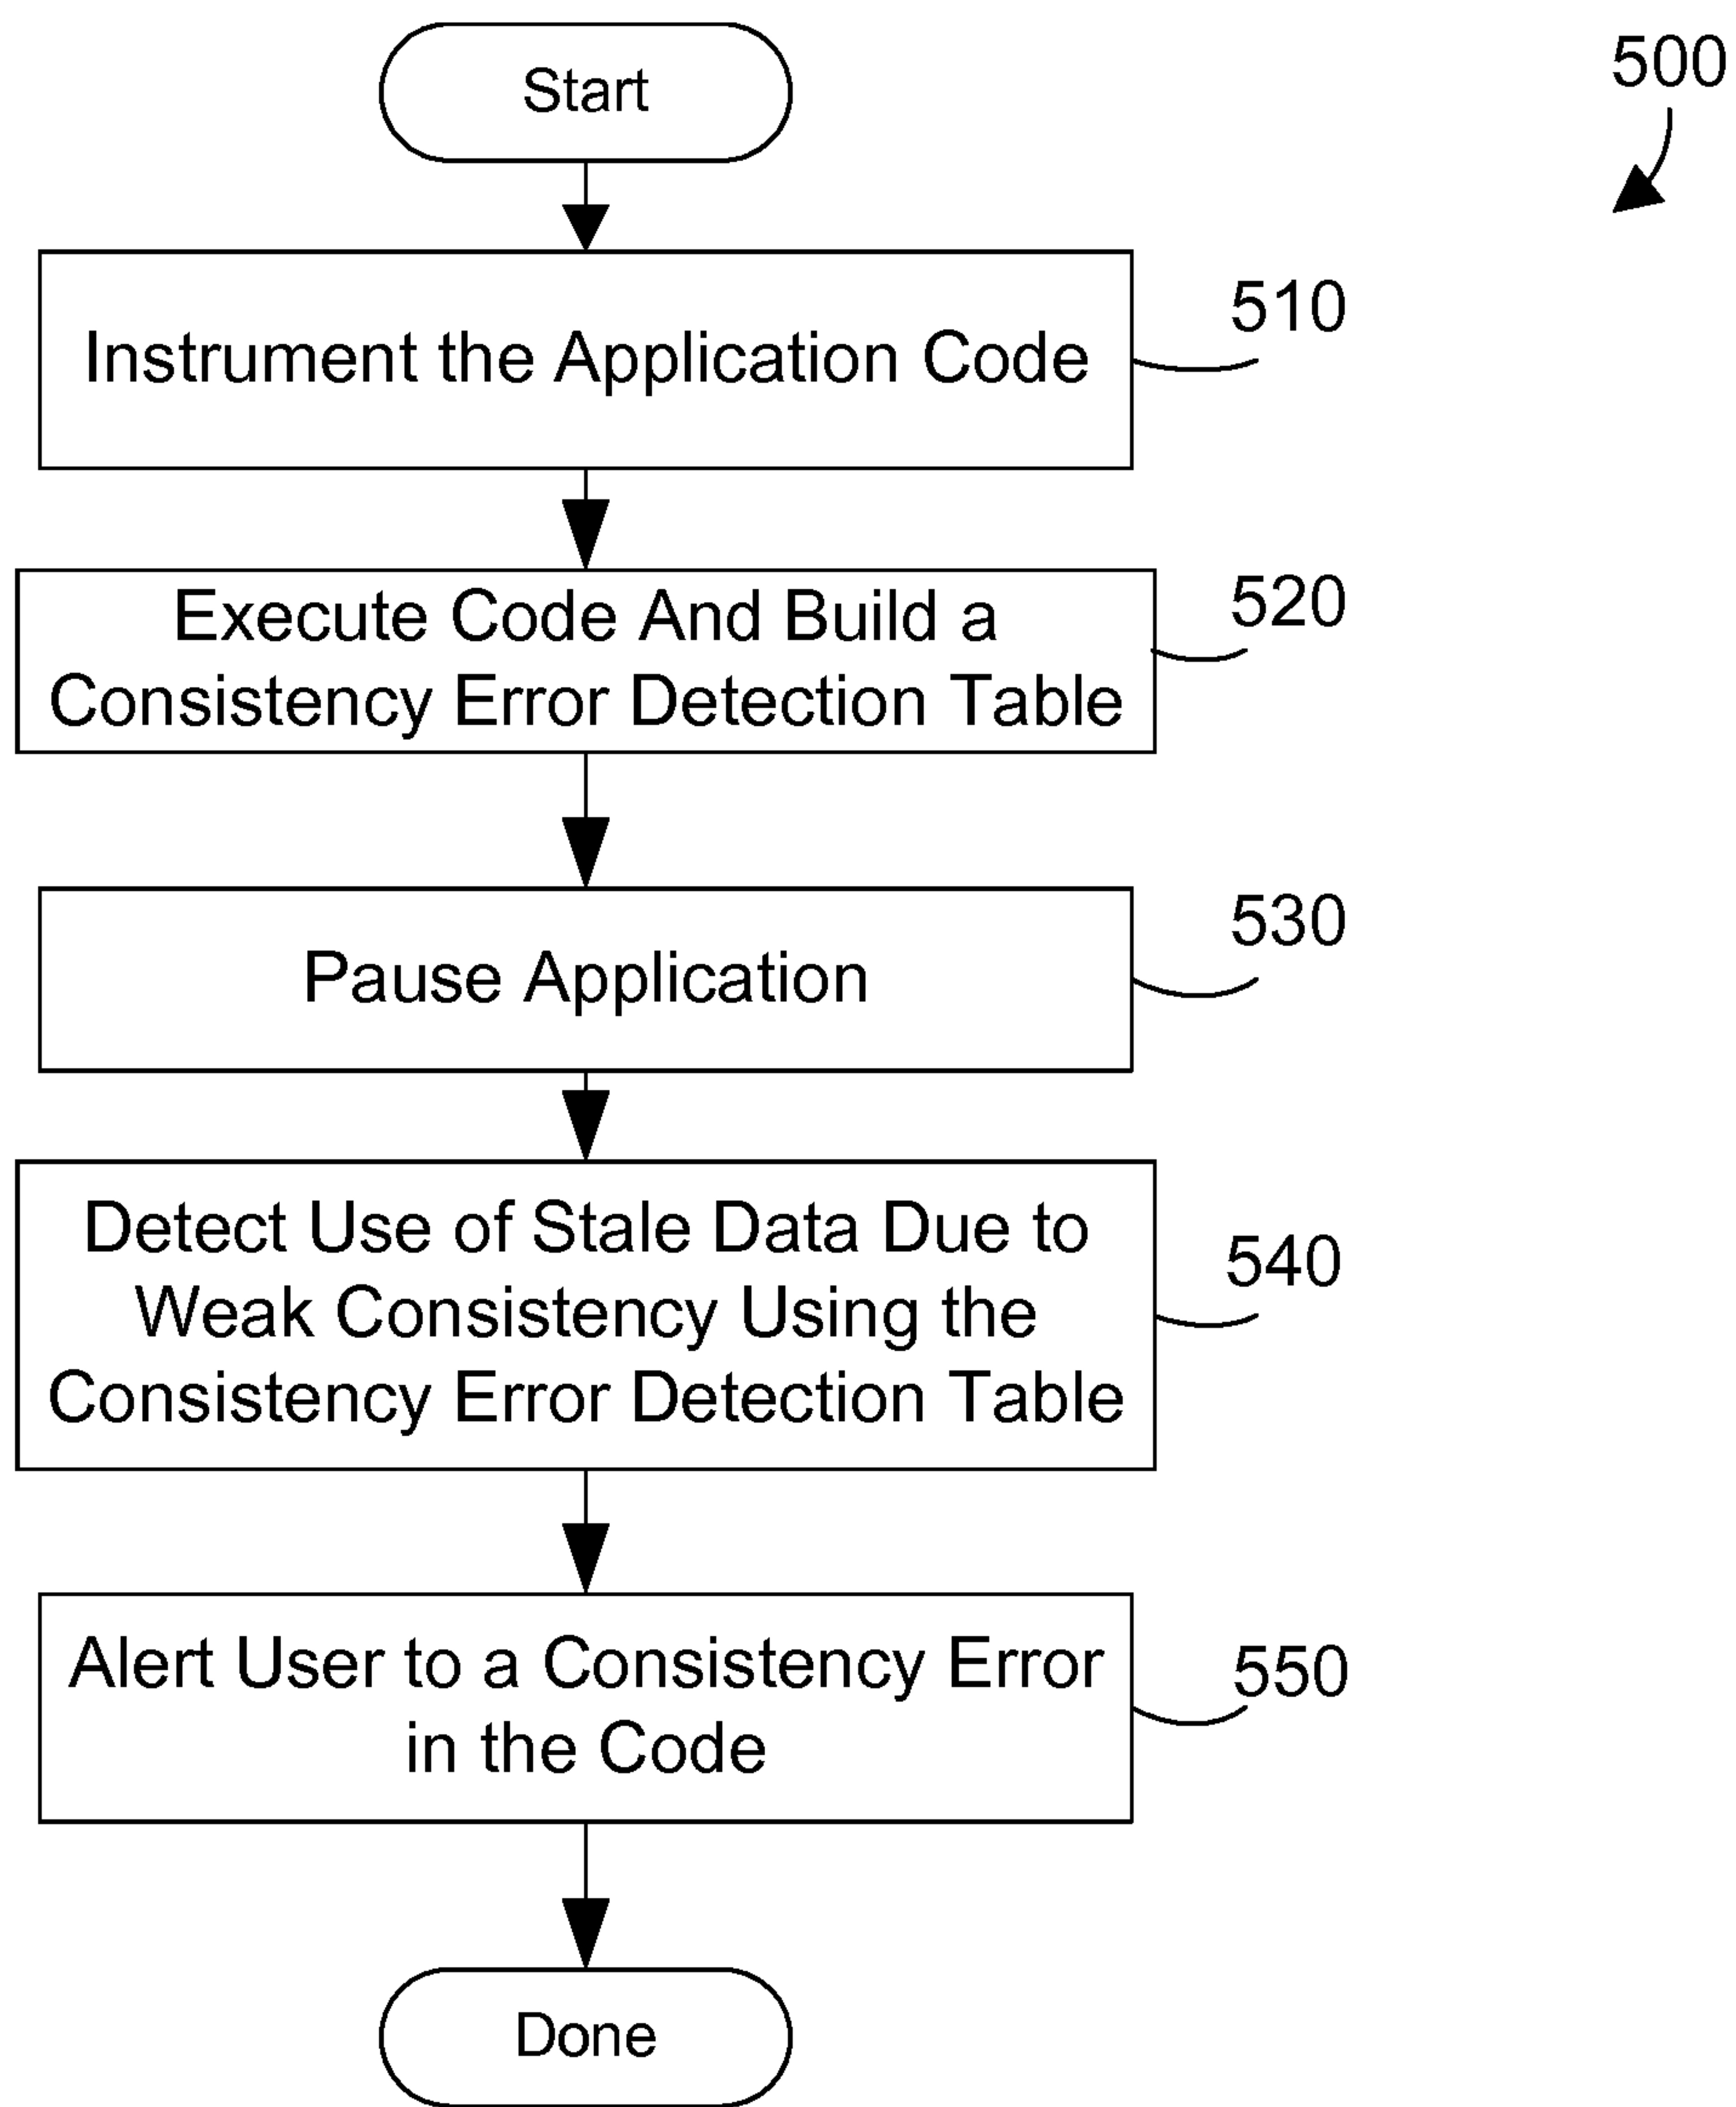 Start
500
Instrument the Application Code
510
Execute Code And Build a
Consistency Error Detection Table
520
Pause Application
530
Detect Use of Stale Data Due to
Weak Consistency Using the
Consistency Error Detection Table
540
Alert User to a Consistency Error
in the Code
550
Done